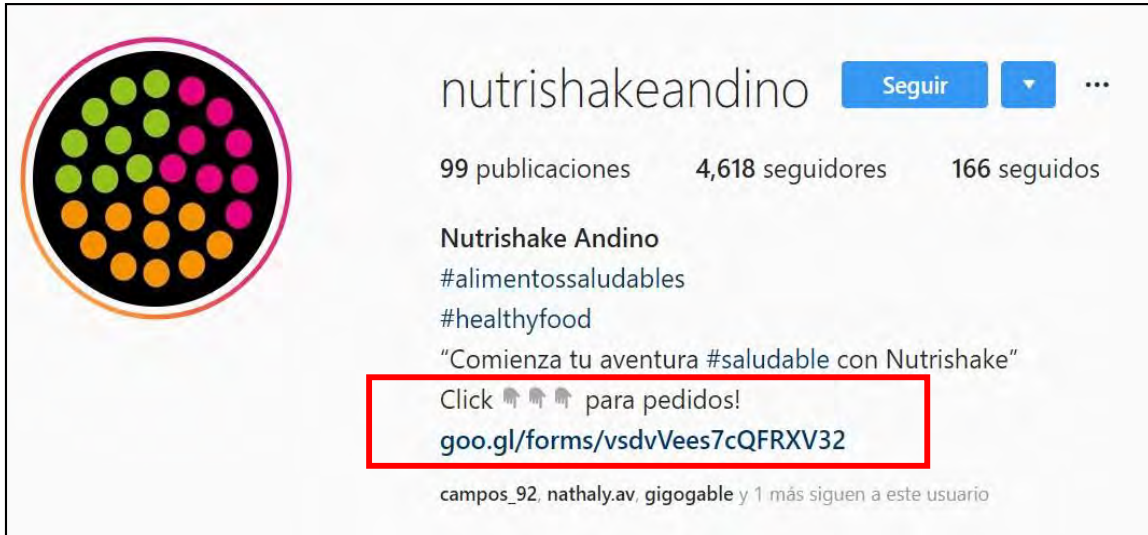 nutrishakeandino Seguir ...
99 publicaciones 4,618 seguidores 166 seguidos
Nutrishake Andino
#alimentossaludables
#healthyfood
“Comienza tu aventura #saludable con Nutrishake”
Click 👇👇👇 para pedidos!
goo.gl/forms/vsdvVees7cQFRXV32
campos_92, nathaly.av, gigogable y 1 más siguen a este usuario